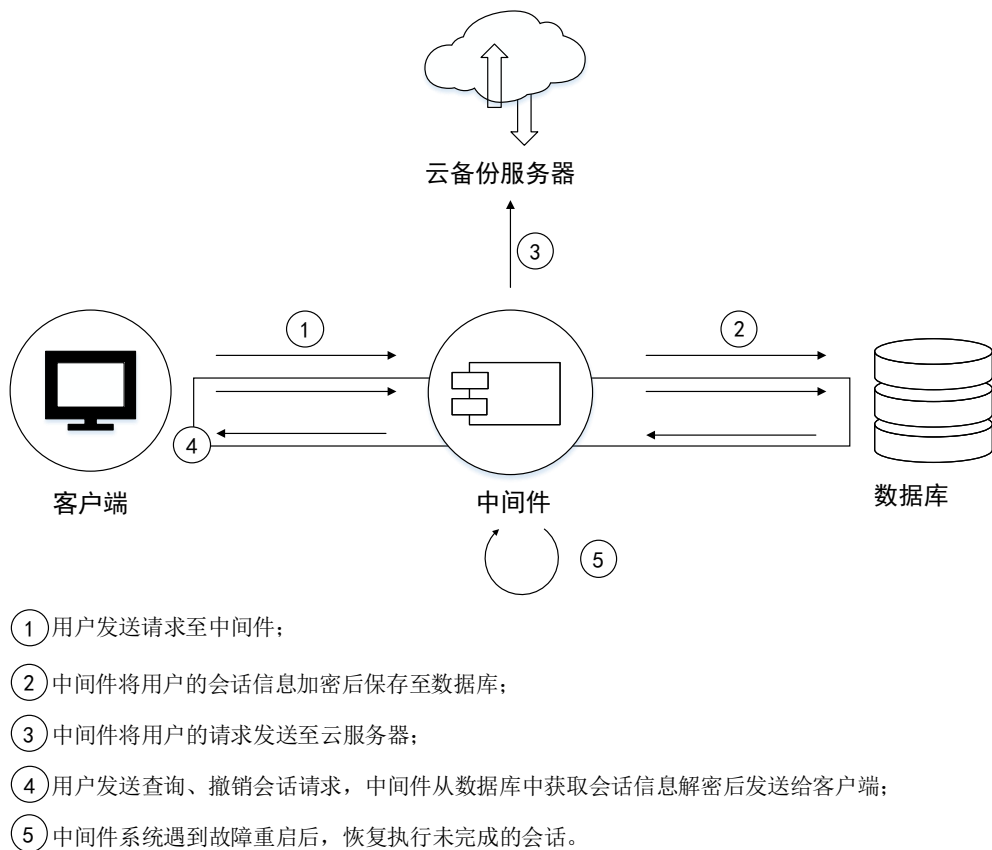 云备份服务器
3
1
2
4
客户端
中间件
数据库
5
1用户发送请求至中间件；
2中间件将用户的会话信息加密后保存至数据库；
3中间件将用户的请求发送至云服务器；
4用户发送查询、撤销会话请求，中间件从数据库中获取会话信息解密后发送给客户端；
5中间件系统遇到故障重启后，恢复执行未完成的会话。